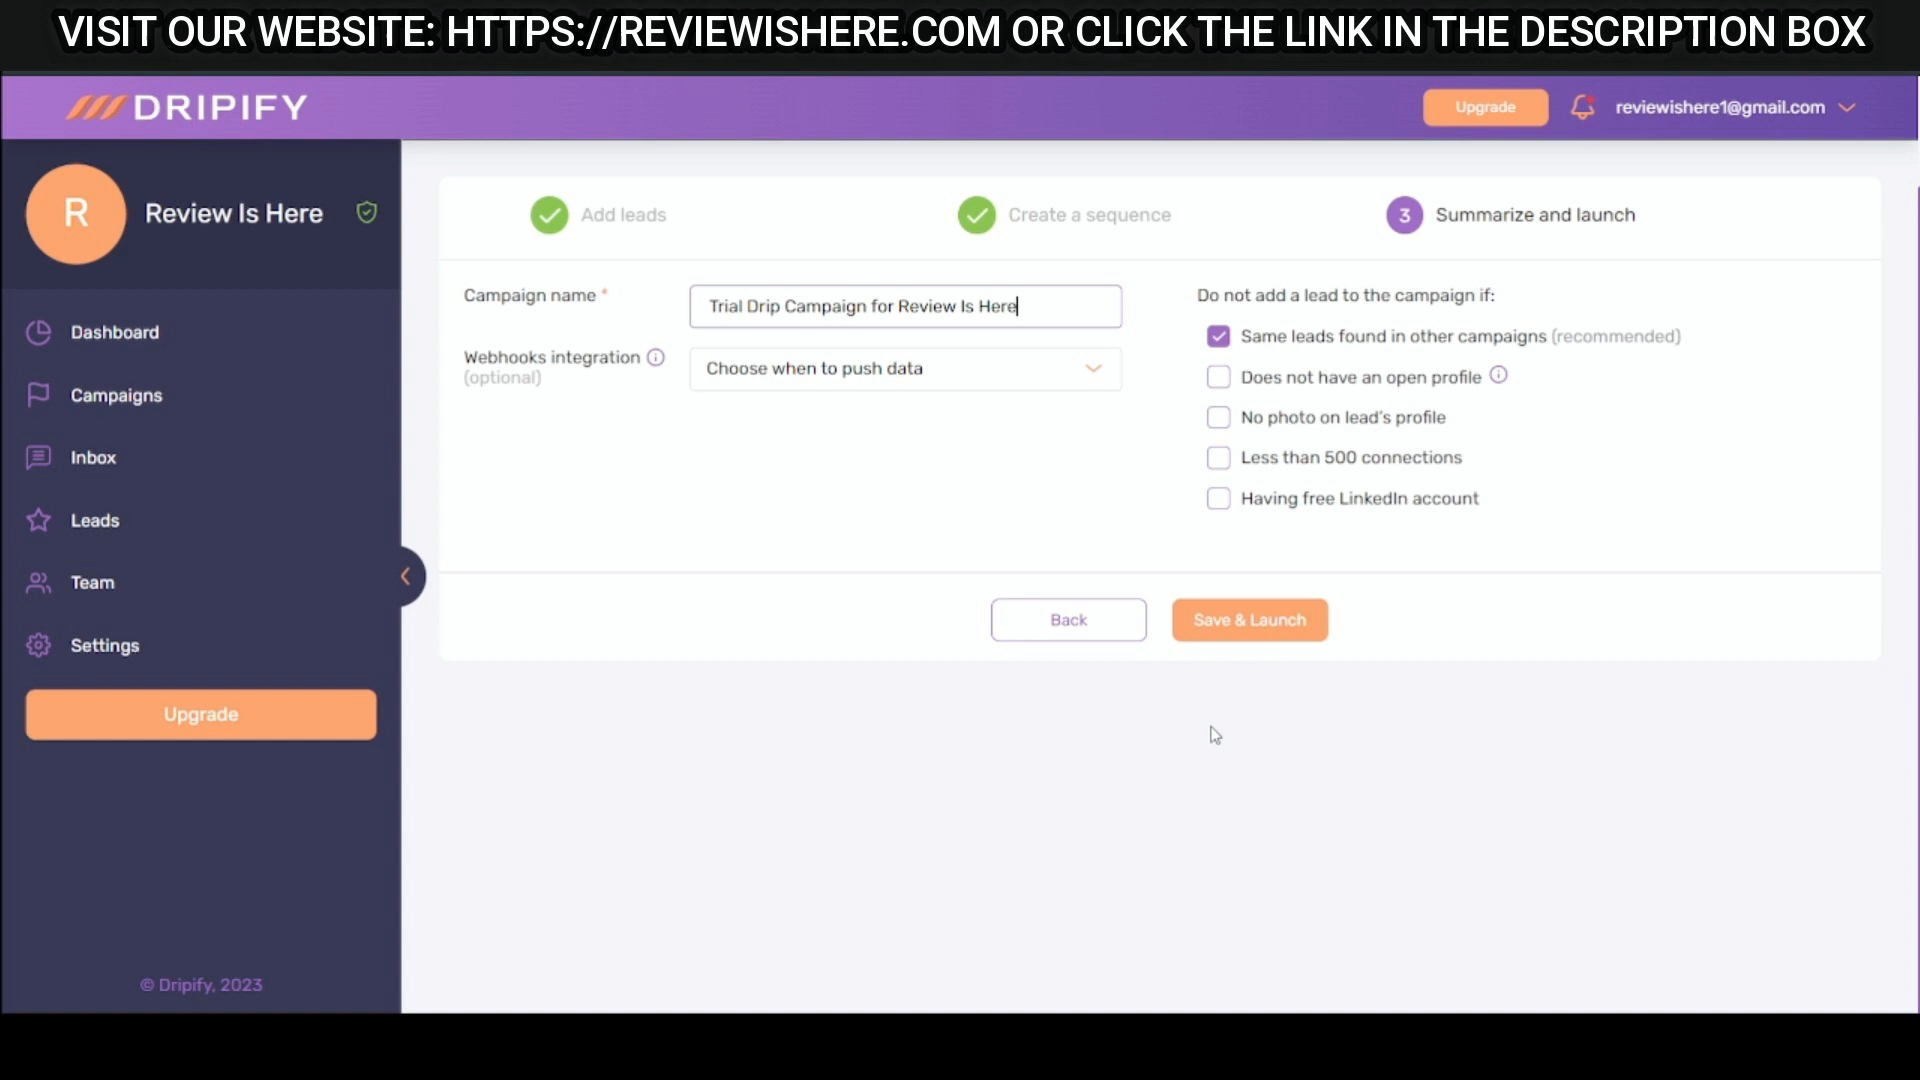 VISIT OUR WEBSITE: HTTPS://REVIEWISHERE.COM OR CLICK THE LINK IN THE DESCRIPTION BOX
DRIPIFY
Upgrade
reviewishere1@gmail.com
R
Review Is Here
Dashboard
Campaigns
Inbox
Leads
Team
Settings
Upgrade
© Dripify, 2023
Add leads
Create a sequence
3
Summarize and launch
Campaign name *
Trial Drip Campaign for Review Is Here
Webhooks integration
(optional)
Choose when to push data
Do not add a lead to the campaign if:
Same leads found in other campaigns (recommended)
Does not have an open profile
No photo on lead's profile
Less than 500 connections
Having free LinkedIn account
Back
Save & Launch